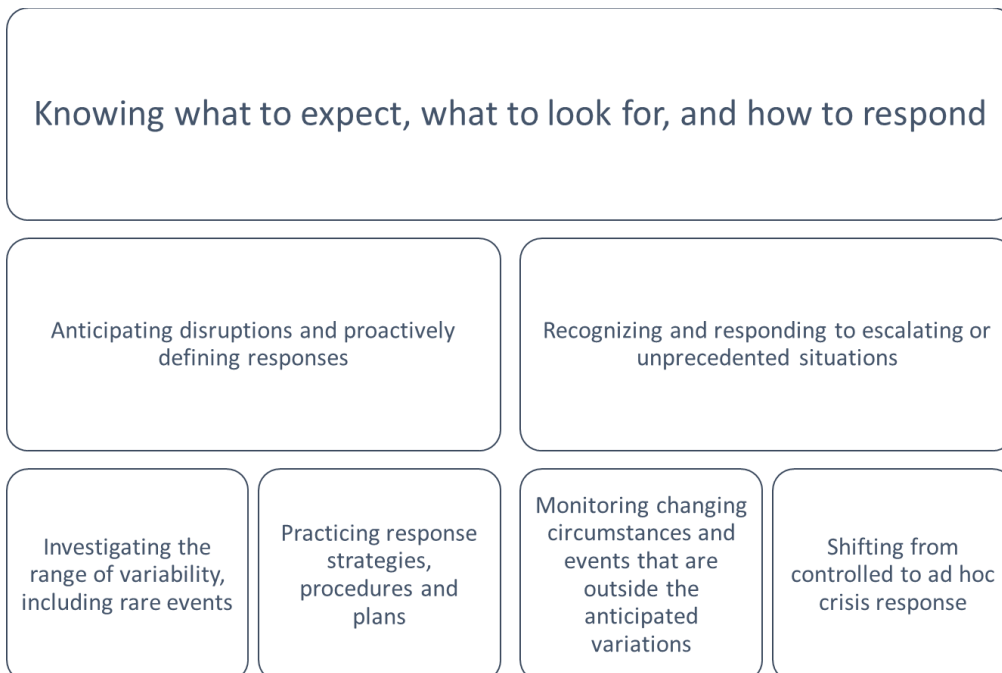 Knowing what to expect, what to look for, and how to respond
Anticipating disruptions and proactively
defining responses
Recognizing and responding to escalating or
unprecedented situations
Investigating the
range of variability,
including rare events
Practicing response
strategies,
procedures and
plans
Monitoring changing
circumstances and
events that are
outside the
anticipated
variations
Shifting from
controlled to ad hoc
crisis response